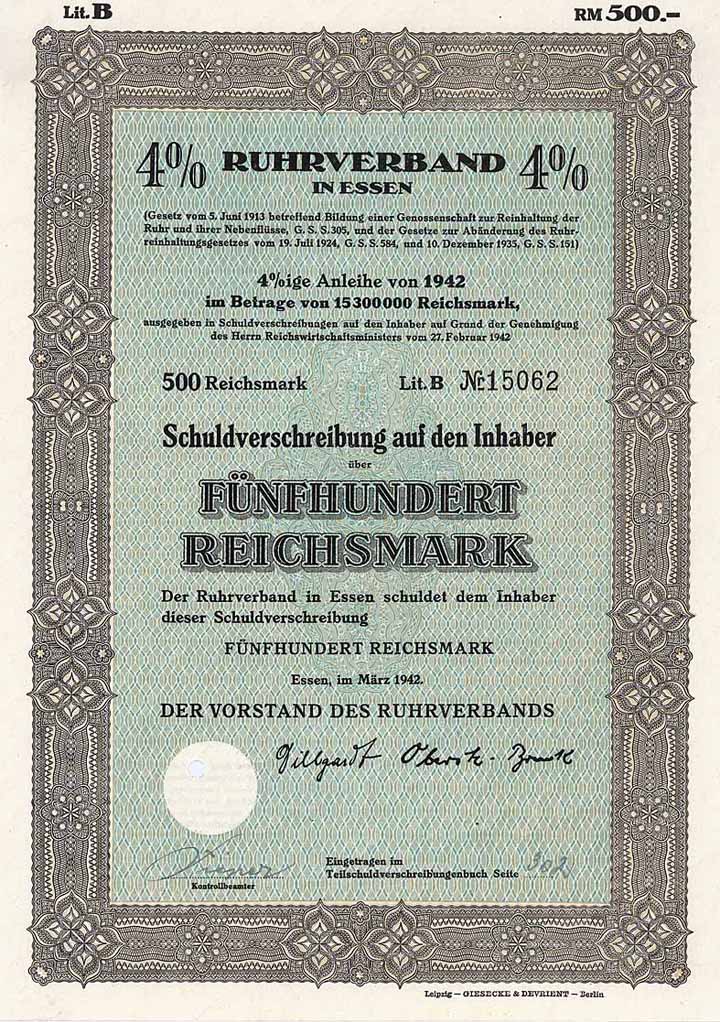 Lit. B RM 500.–
4% RUHRVERBAND 4%
IN ESSEN
(Gesetz vom 5. Juni 1913 betreffend Bildung einer Genossenschaft zur Reinhaltung der
Ruhr und ihrer Nebenflüsse, G. S. S. 305, und der Gesetze zur Abänderung des Ruhr-
reinhaltungsgesetzes vom 19. Juli 1924, G. S. S. 584, und 10. Dezember 1935, G. S. S. 151)
4%ige Anleihe von 1942
im Betrage von 15300000 Reichsmark,
ausgegeben in Schuldverschreibungen auf den Inhaber auf Grund der Genehmigung
des Herrn Reichswirtschaftsministers vom 27. Februar 1942
500 Reichsmark Lit. B №15062
Schuldverschreibung auf den Inhaber
über
FÜNFHUNDERT
REICHSMARK
Der Ruhrverband in Essen schuldet dem Inhaber
dieser Schuldverschreibung
FÜNFHUNDERT REICHSMARK
Essen, im März 1942.
DER VORSTAND DES RUHRVERBANDS
Kontrollbeamter
Eingetragen im
Teilschuldverschreibungenbuch Seite 302
Leipzig – GIESECKE & DEVRIENT – Berlin